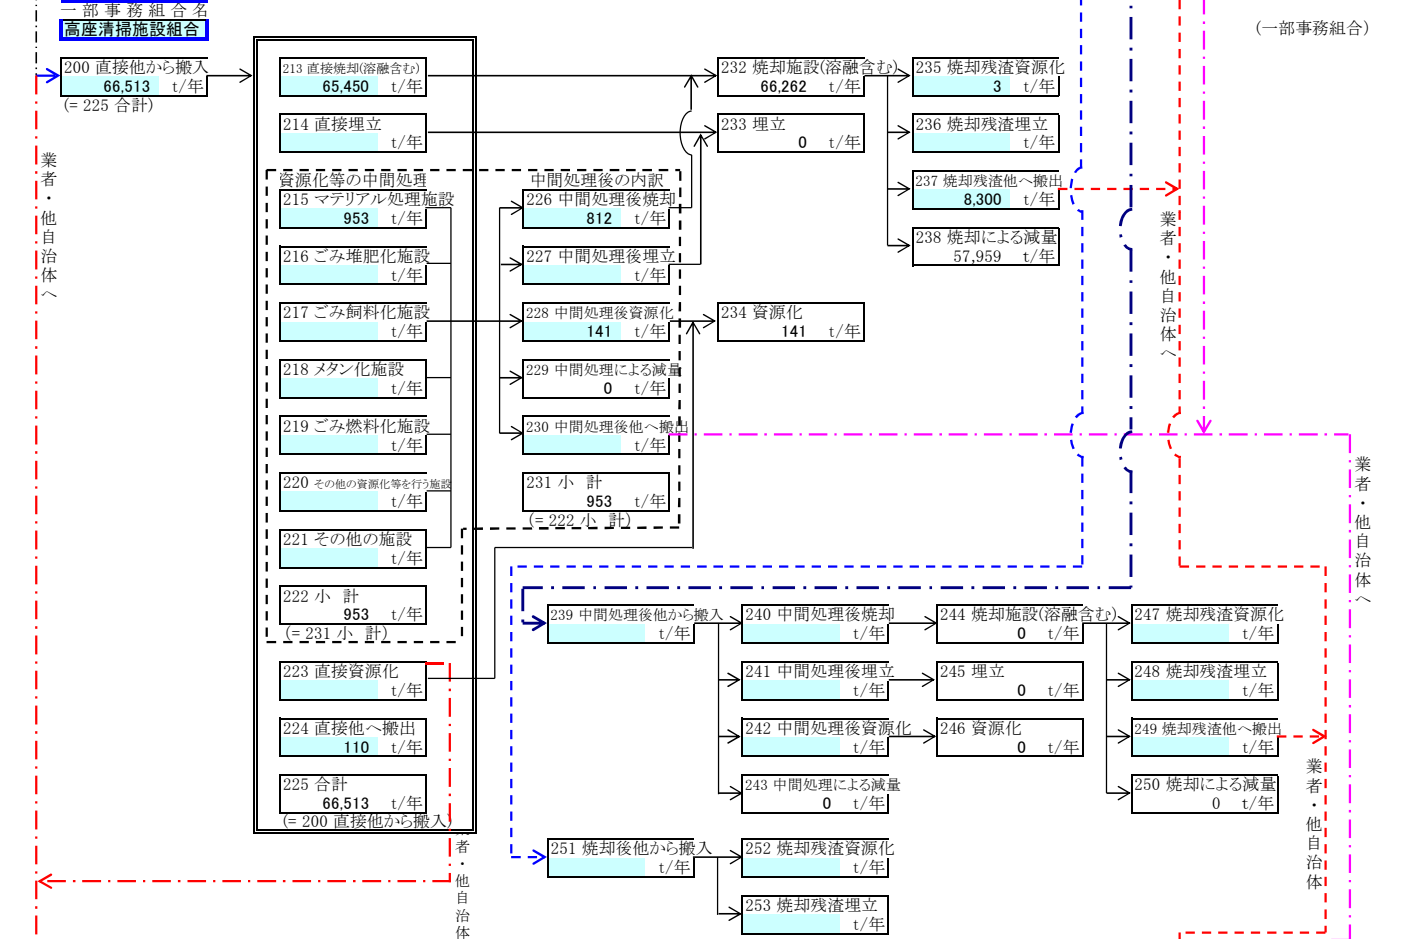 一部事務組合名
高座清掃施設組合
(一部事務組合)
200 直接他から搬入
66,513 t/年
(= 225 合計)
業者・他自治体へ
213 直接焼却(溶融含む)
65,450 t/年
214 直接埋立
t/年
資源化等の中間処理
215 マテリアル処理施設
953 t/年
216 ごみ堆肥化施設
t/年
217 ごみ飼料化施設
t/年
218 メタン化施設
t/年
219 ごみ燃料化施設
t/年
220 その他の資源化等を行う施設
t/年
221 その他の施設
t/年
222 小 計
953 t/年
(= 231 小 計)
223 直接資源化
t/年
224 直接他へ搬出
110 t/年
225 合計
66,513 t/年
(= 200 直接他から搬入)
者・他自治体
中間処理後の内訳
226 中間処理後焼却
812 t/年
227 中間処理後埋立
t/年
228 中間処理後資源化
141 t/年
229 中間処理による減量
0 t/年
230 中間処理後他へ搬出
t/年
231 小 計
953 t/年
(= 222 小 計)
232 焼却施設(溶融含む)
66,262 t/年
233 埋立
0 t/年
234 資源化
141 t/年
235 焼却残渣資源化
3 t/年
236 焼却残渣埋立
t/年
237 焼却残渣他へ搬出
8,300 t/年
238 焼却による減量
57,959 t/年
業者・他自治体へ
業者・他自治体へ
239 中間処理後他から搬入
t/年
240 中間処理後焼却
t/年
241 中間処理後埋立
t/年
242 中間処理後資源化
t/年
243 中間処理による減量
0 t/年
244 焼却施設(溶融含む)
0 t/年
245 埋立
0 t/年
246 資源化
0 t/年
247 焼却残渣資源化
t/年
248 焼却残渣埋立
t/年
249 焼却残渣他へ搬出
t/年
250 焼却による減量
0 t/年
業者・他自治体
251 焼却後他から搬入
t/年
252 焼却残渣資源化
t/年
253 焼却残渣埋立
t/年